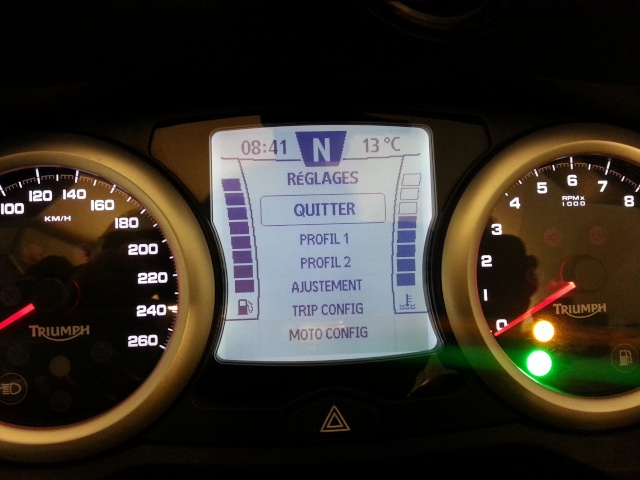 08:41 N 13 °C
RÉGLAGES
QUITTER
PROFIL 1
PROFIL 2
AJUSTEMENT
TRIP CONFIG
MOTO CONFIG
100 120 140 160 180 200 220 240 260
KM/H
TRIUMPH
0 1 2 3 4 5 6 7 8
RPMX
1000
TRIUMPH